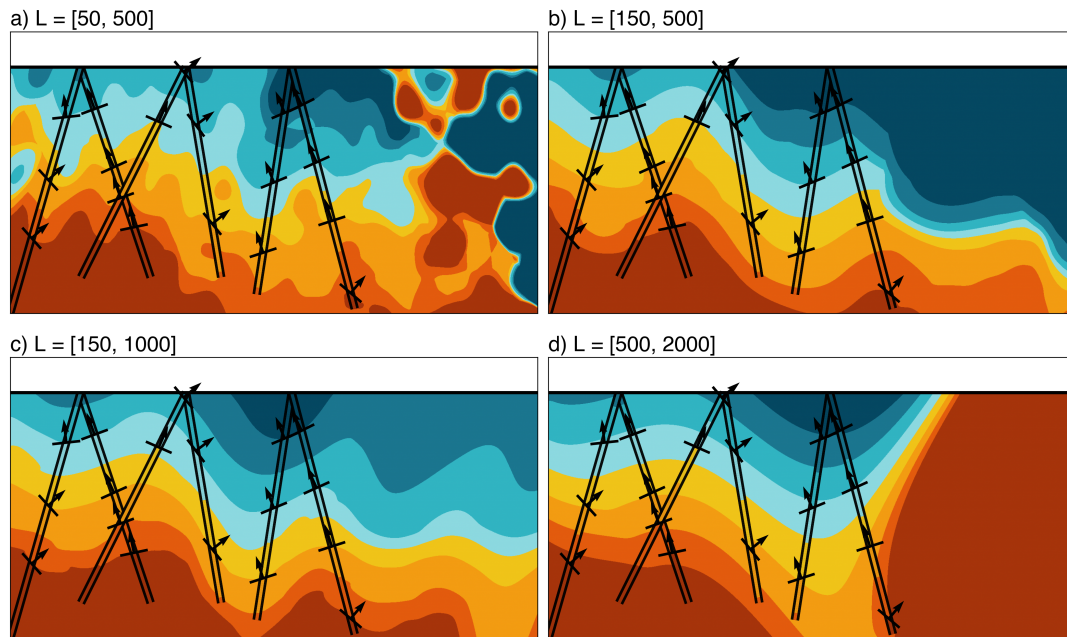 a) L = [50, 500]
b) L = [150, 500]
c) L = [150, 1000]
d) L = [500, 2000]